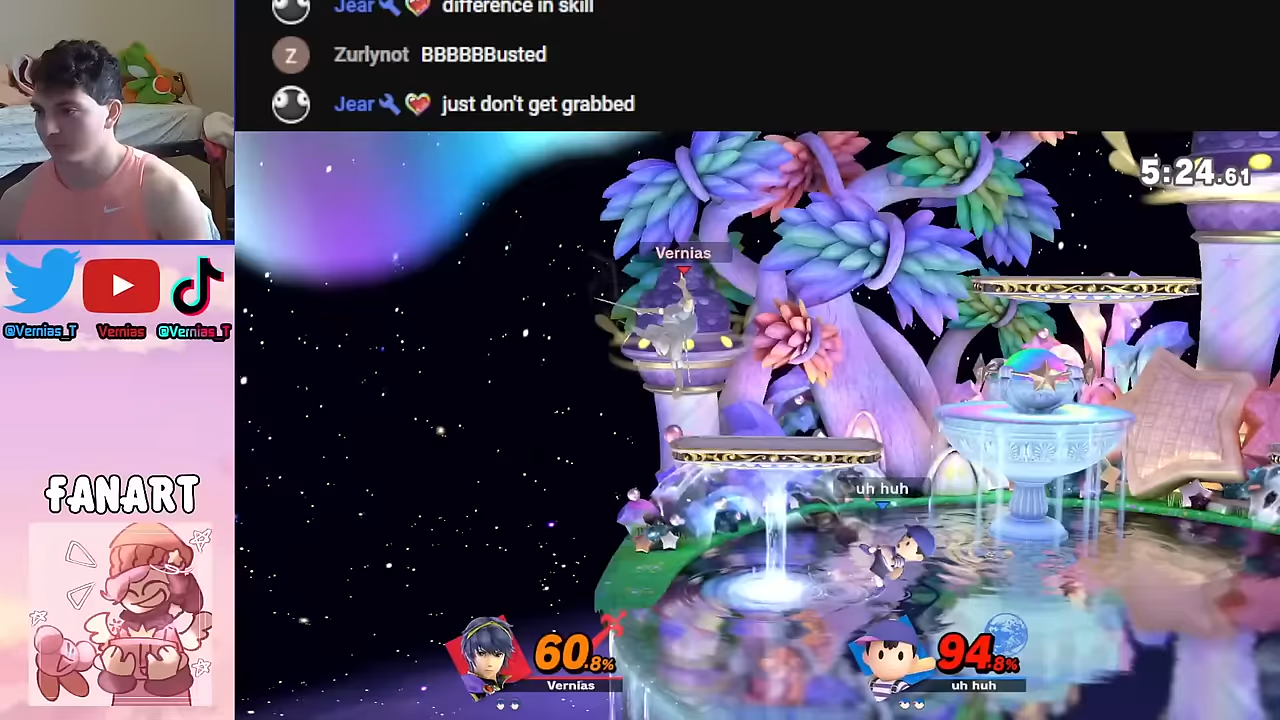 Jear difference in skill
Zurlynot BBBBBBusted
Jear just don't get grabbed
5:24.61
Vernias
@Vernias_T Vernias @Vernias_T
FANART
uh huh
60.8%
Vernias
94.8%
uh huh